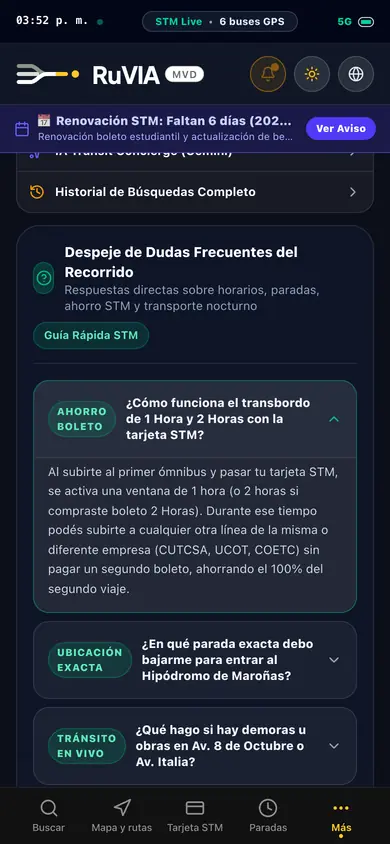 03:52 p. m.
STM Live • 6 buses GPS
5G
RuVIA MVD
📅 Renovación STM: Faltan 6 días (202...
Renovación boleto estudiantil y actualización de be...
Ver Aviso
IA Transit Concierge (Gemini)
Historial de Búsquedas Completo
Despeje de Dudas Frecuentes del
Recorrido
Respuestas directas sobre horarios, paradas,
ahorro STM y transporte nocturno
Guía Rápida STM
AHORRO
BOLETO
¿Cómo funciona el transbordo
de 1 Hora y 2 Horas con la
tarjeta STM?
Al subirte al primer ómnibus y pasar tu tarjeta STM,
se activa una ventana de 1 hora (o 2 horas si
compraste boleto 2 Horas). Durante ese tiempo
podés subirte a cualquier otra línea de la misma o
diferente empresa (CUTCSA, UCOT, COETC) sin
pagar un segundo boleto, ahorrando el 100% del
segundo viaje.
UBICACIÓN
EXACTA
¿En qué parada exacta debo
bajarme para entrar al
Hipódromo de Maroñas?
TRÁNSITO
EN VIVO
¿Qué hago si hay demoras u
obras en Av. 8 de Octubre o
Av. Italia?
Buscar
Mapa y rutas
Tarjeta STM
Paradas
Más